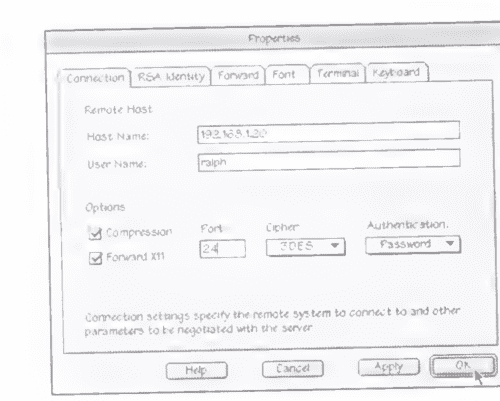 Properties
Connection RSA Identity Forward Font Terminal Keyboard
Remote Host
Host Name: 192.168.1.20
User Name: ralph
Options
Compression Port Cipher Authentication:
Forward X11 24 3DES Password
Connection settings specify the remote system to connect to and other
parameters to be negotiated with the server
Help Cancel Apply OK